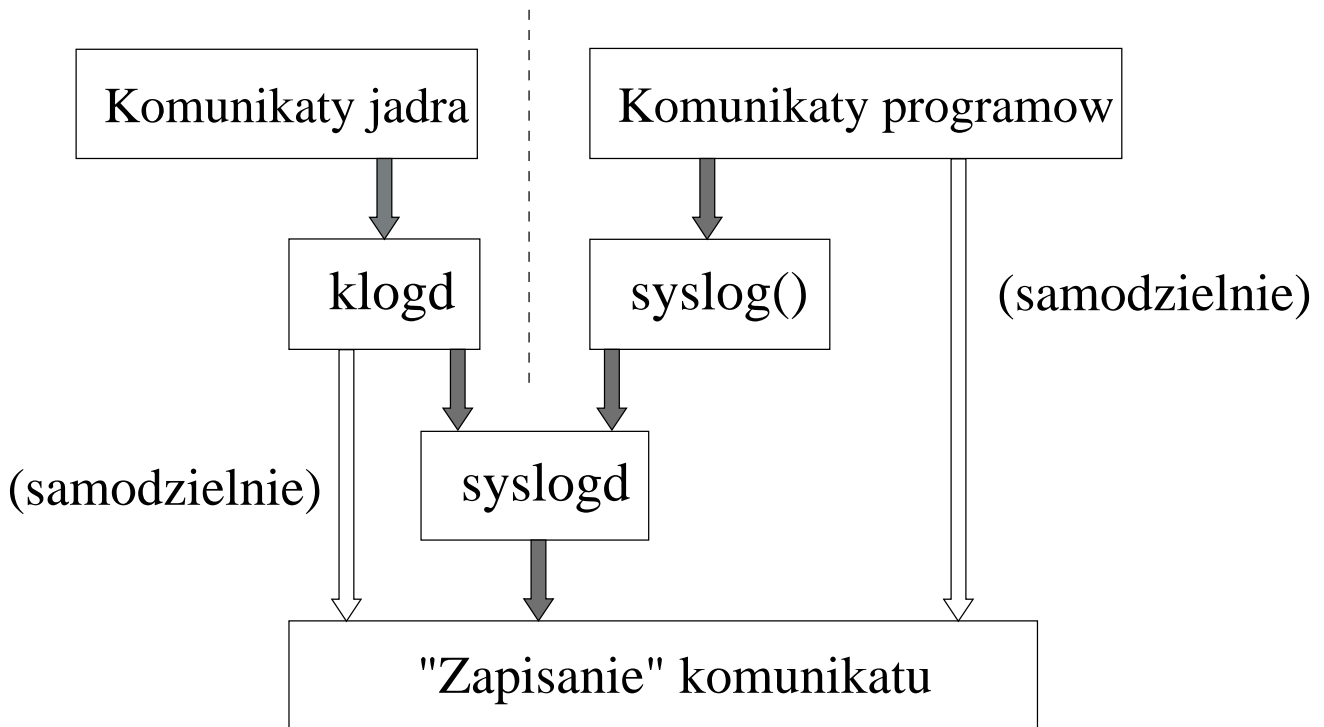 Komunikaty jadra
Komunikaty programow
klogd
syslog()
(samodzielnie)
(samodzielnie)
syslogd
"Zapisanie" komunikatu